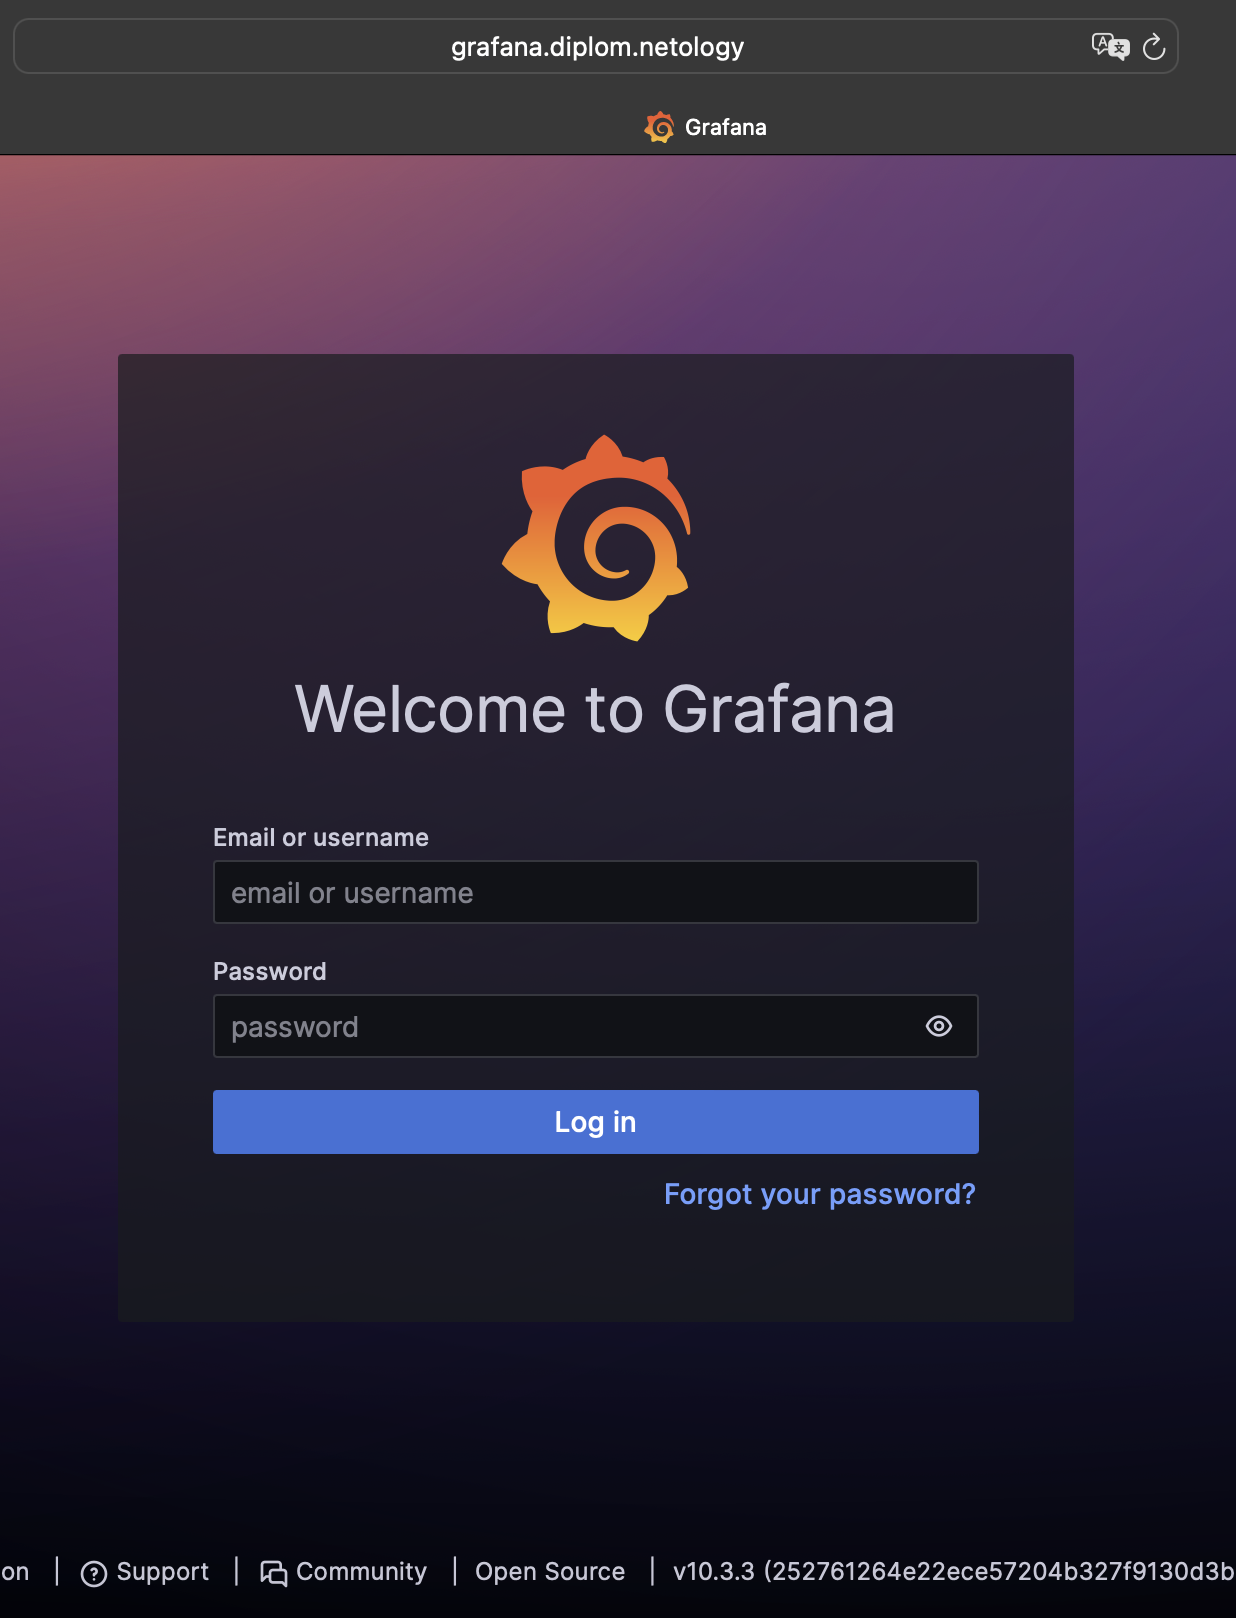 grafana.diplom.netology
Grafana
Welcome to Grafana
Email or username
email or username
Password
password
Log in
Forgot your password?
on | Support | Community | Open Source | v10.3.3 (252761264e22ece57204b327f9130d3b